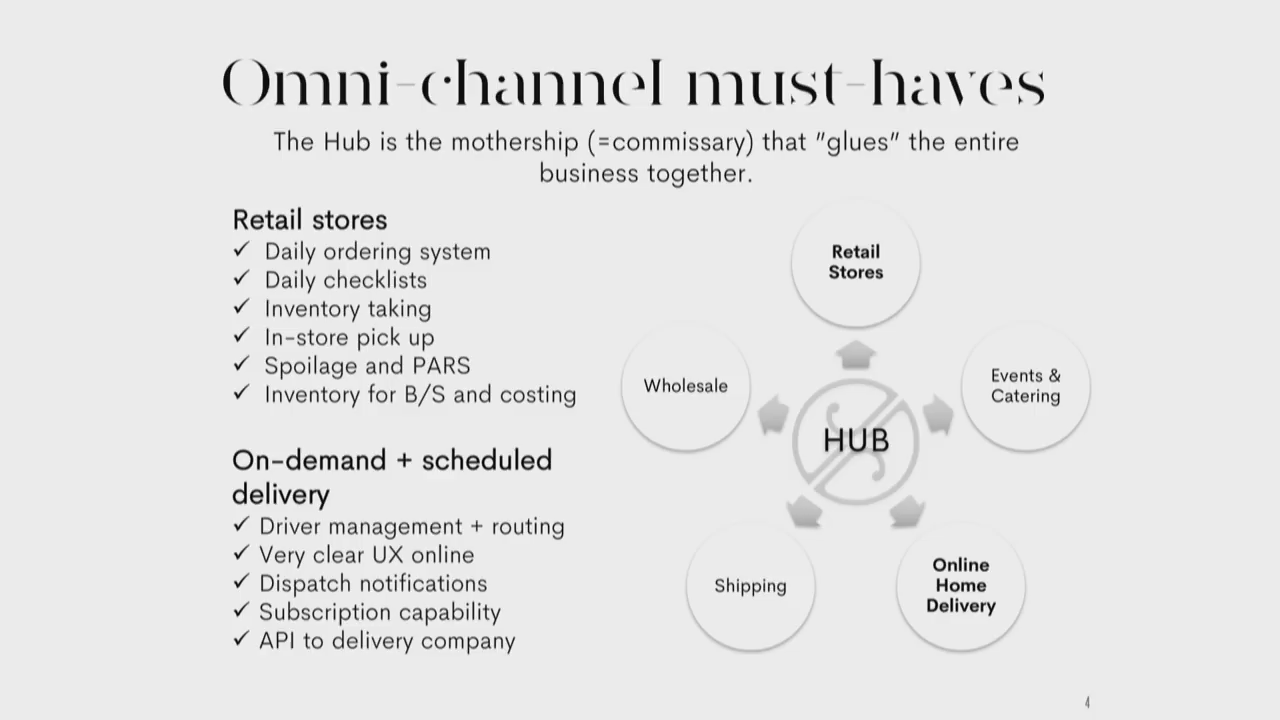 Omni-channel must-haves
The Hub is the mothership (=commissary) that "glues" the entire
business together.
Retail stores
✓ Daily ordering system
✓ Daily checklists
✓ Inventory taking
✓ In-store pick up
✓ Spoilage and PARS
✓ Inventory for B/S and costing
On-demand + scheduled
delivery
✓ Driver management + routing
✓ Very clear UX online
✓ Dispatch notifications
✓ Subscription capability
✓ API to delivery company
Retail
Stores
Wholesale
Events &
Catering
HUB
Shipping
Online
Home
Delivery
4